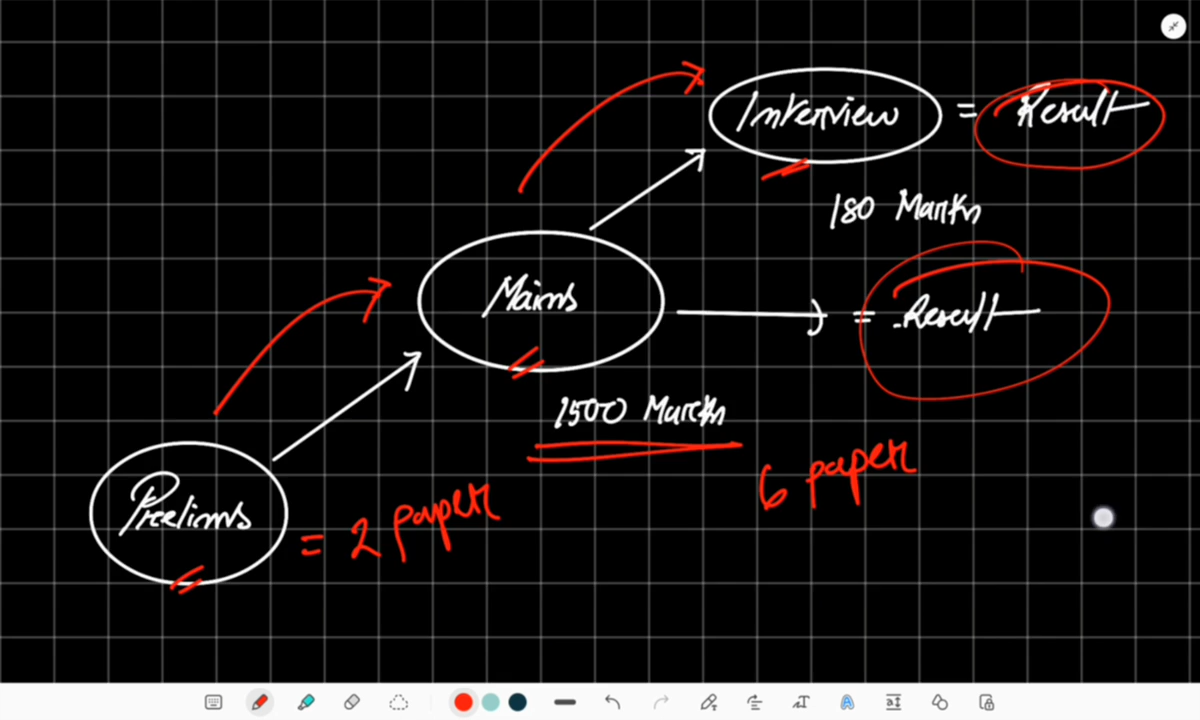 Interview = Result
180 Marks
Mains = Result
1500 Marks
6 paper
Prelims = 2 paper